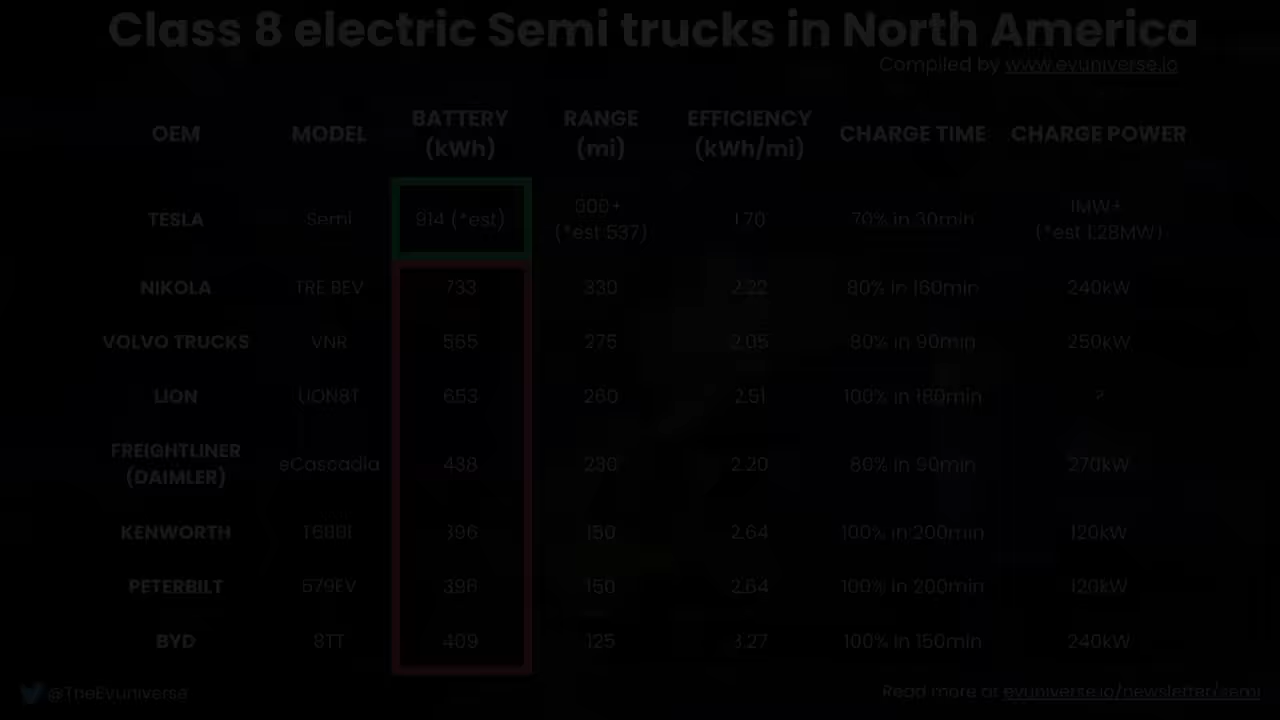 Class 8 electric Semi trucks in North America
Compiled by www.evuniverse.io
OEM MODEL BATTERY (kWh) RANGE (mi) EFFICIENCY (kWh/mi) CHARGE TIME CHARGE POWER
TESLA Semi 914 (*est) (*est 537) 1.70 70% in 30min 1MW+ (*est 1.28MW)
NIKOLA TRE BEV 733 330 2.22 80% in 160min 240kW
VOLVO TRUCKS VNR 565 275 2.05 80% in 90min 250kW
LION LION8T 653 260 2.51 100% in 180min ?
FREIGHTLINER (DAIMLER) eCascadia 438 230 2.20 80% in 90min 270kW
KENWORTH T680E 396 150 2.64 100% in 200min 120kW
PETERBILT 579EV 396 150 2.64 100% in 200min 120kW
BYD 8TT 409 125 3.27 100% in 150min 240kW
@TheEvuniverse
Read more at evuniverse.io/newsletter/semi